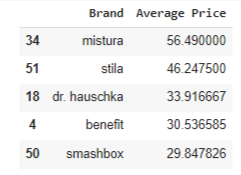 Brand Average Price
34 mistura 56.490000
51 stila 46.247500
18 dr. hauschka 33.916667
4 benefit 30.536585
50 smashbox 29.847826